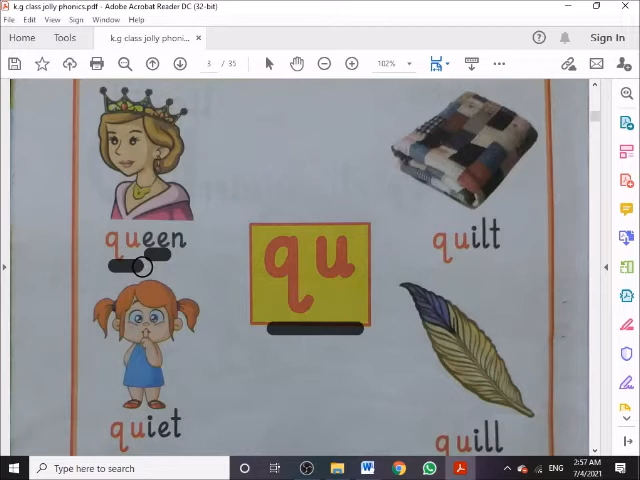 k.g class jolly phonics.pdf - Adobe Acrobat Reader DC (32-bit)
File Edit View Sign Window Help
Home Tools k.g class jolly phoni... × Sign In
3 / 35 102%
queen
quilt
qu
quiet
quill
Type here to search
ENG
2:57 AM
7/4/2021